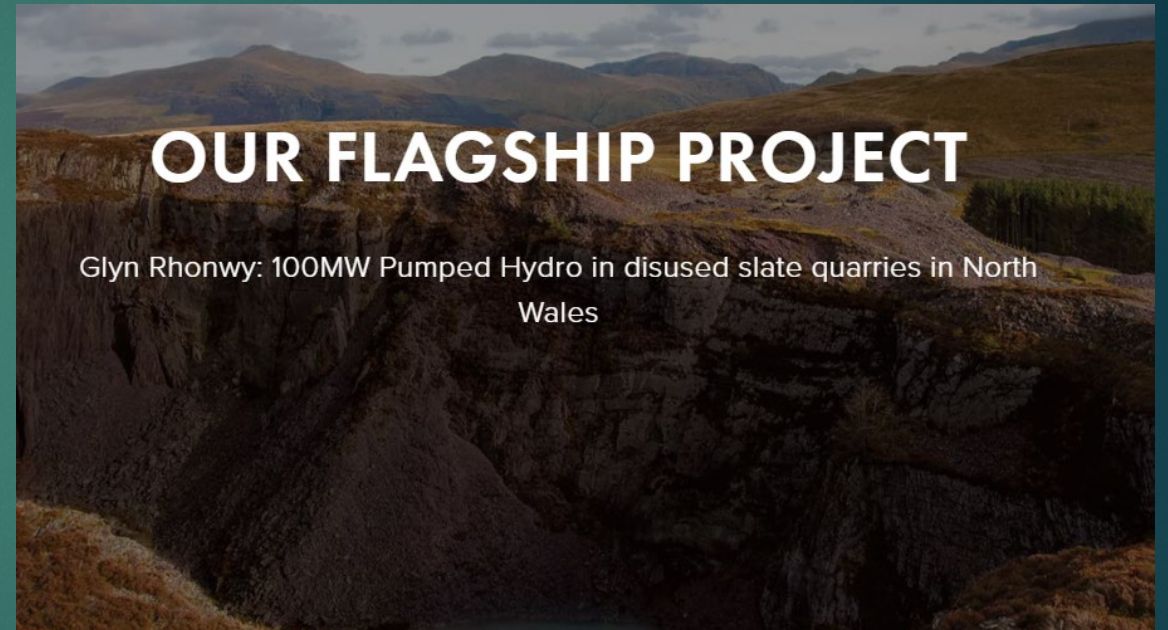 OUR FLAGSHIP PROJECT
Glyn Rhonwy: 100MW Pumped Hydro in disused slate quarries in North
Wales